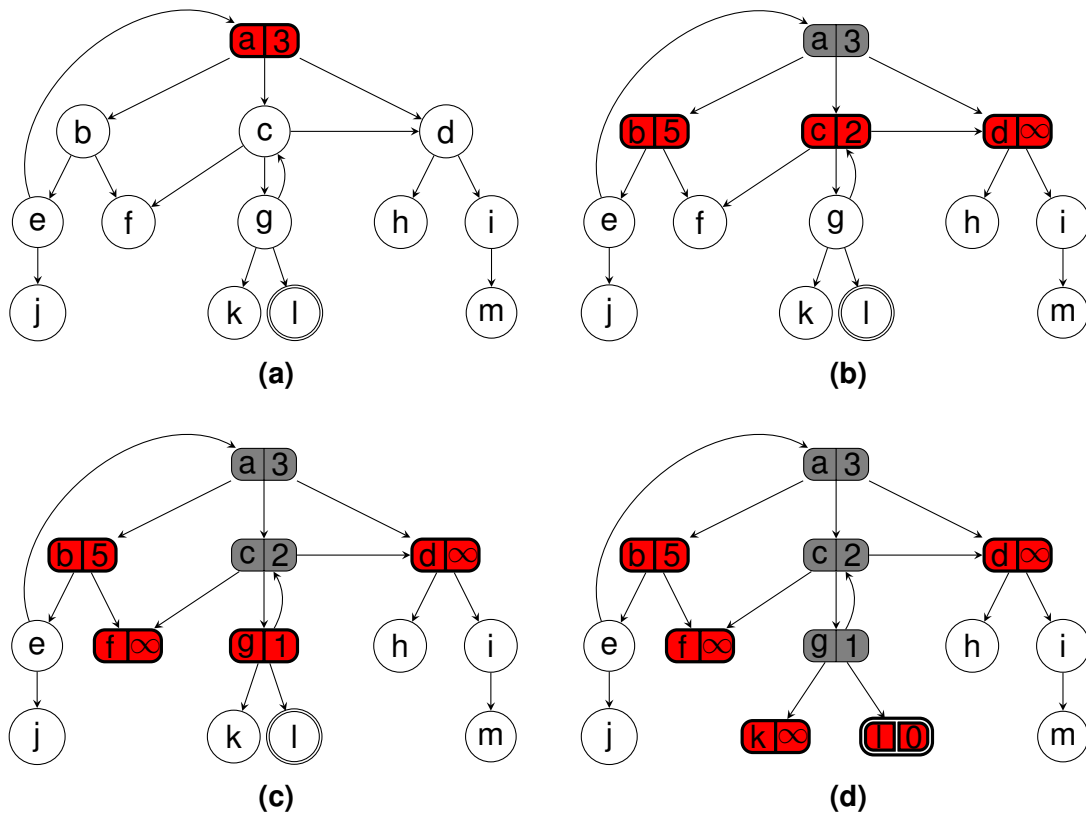 a 3
b c d
e f g h i
j k l m
(a)
a 3
b 5 c 2 d ∞
e f g h i
j k l m
(b)
a 3
b 5 c 2 d ∞
e f ∞ g 1 h i
j k l m
(c)
a 3
b 5 c 2 d ∞
e f ∞ g 1 h i
j k ∞ l 0 m
(d)